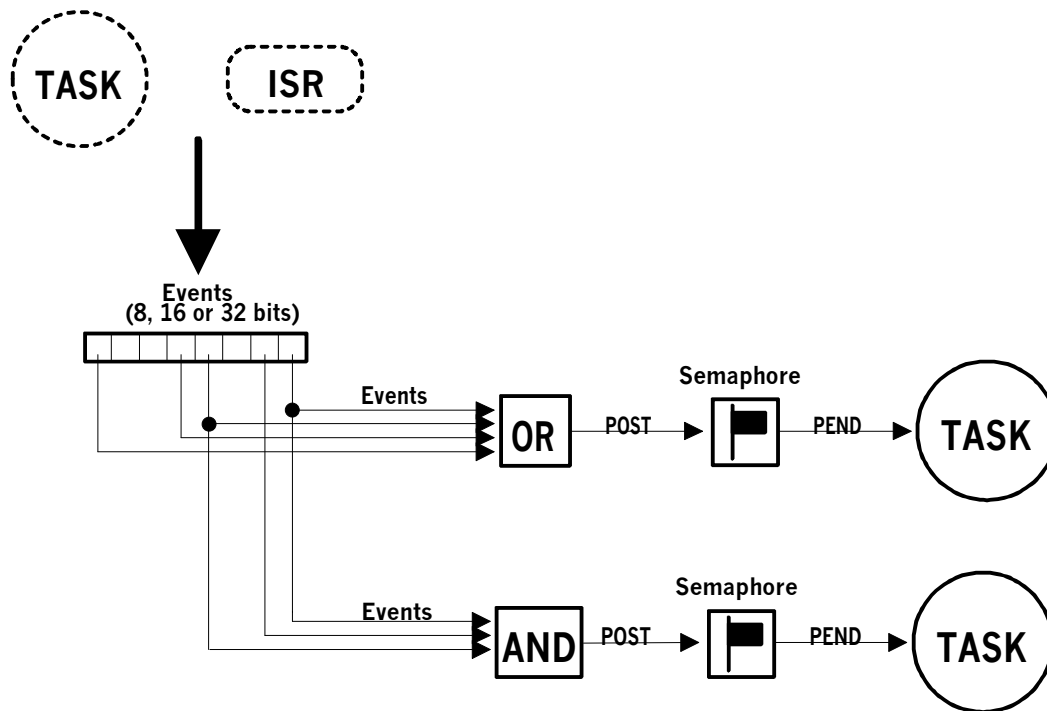 TASK
ISR
Events
(8, 16 or 32 bits)
Events
OR
POST
Semaphore
PEND
TASK
Events
AND
POST
Semaphore
PEND
TASK